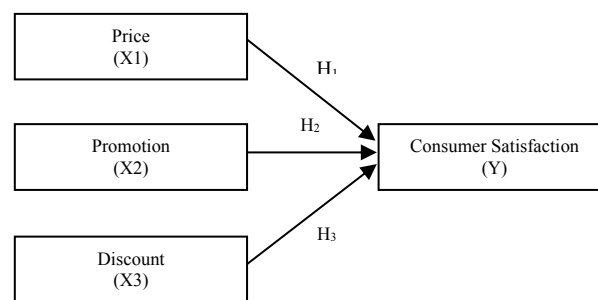 Price
(X1)
H₁
H₂
Promotion
(X2)
Consumer Satisfaction
(Y)
H₃
Discount
(X3)